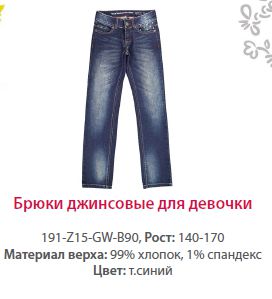 Брюки джинсовые для девочки
191-Z15-GW-B90, Рост: 140-170
Материал верха: 99% хлопок, 1% спандекс
Цвет: т.синий